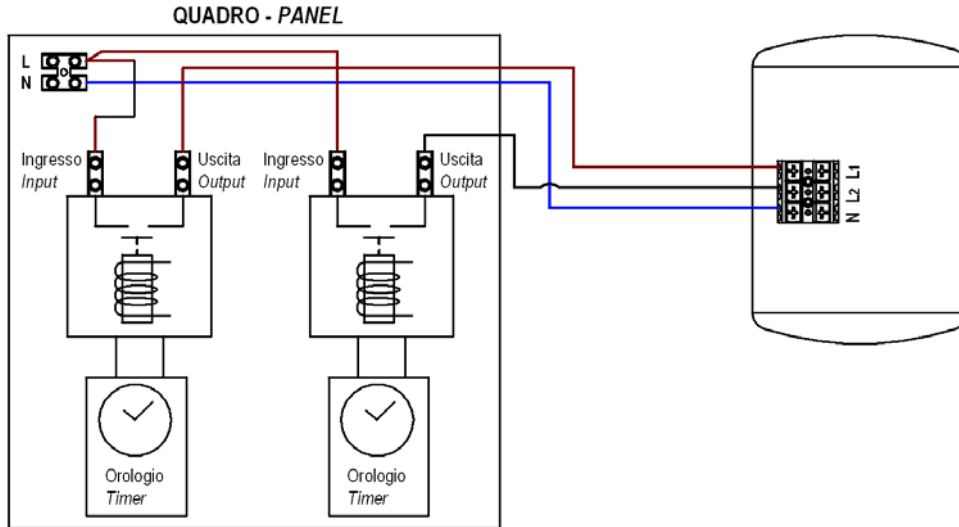 QUADRO - PANEL
L
N
Ingresso
Input
Uscita
Output
Ingresso
Input
Uscita
Output
L1
L2
N
Orologio
Timer
Orologio
Timer